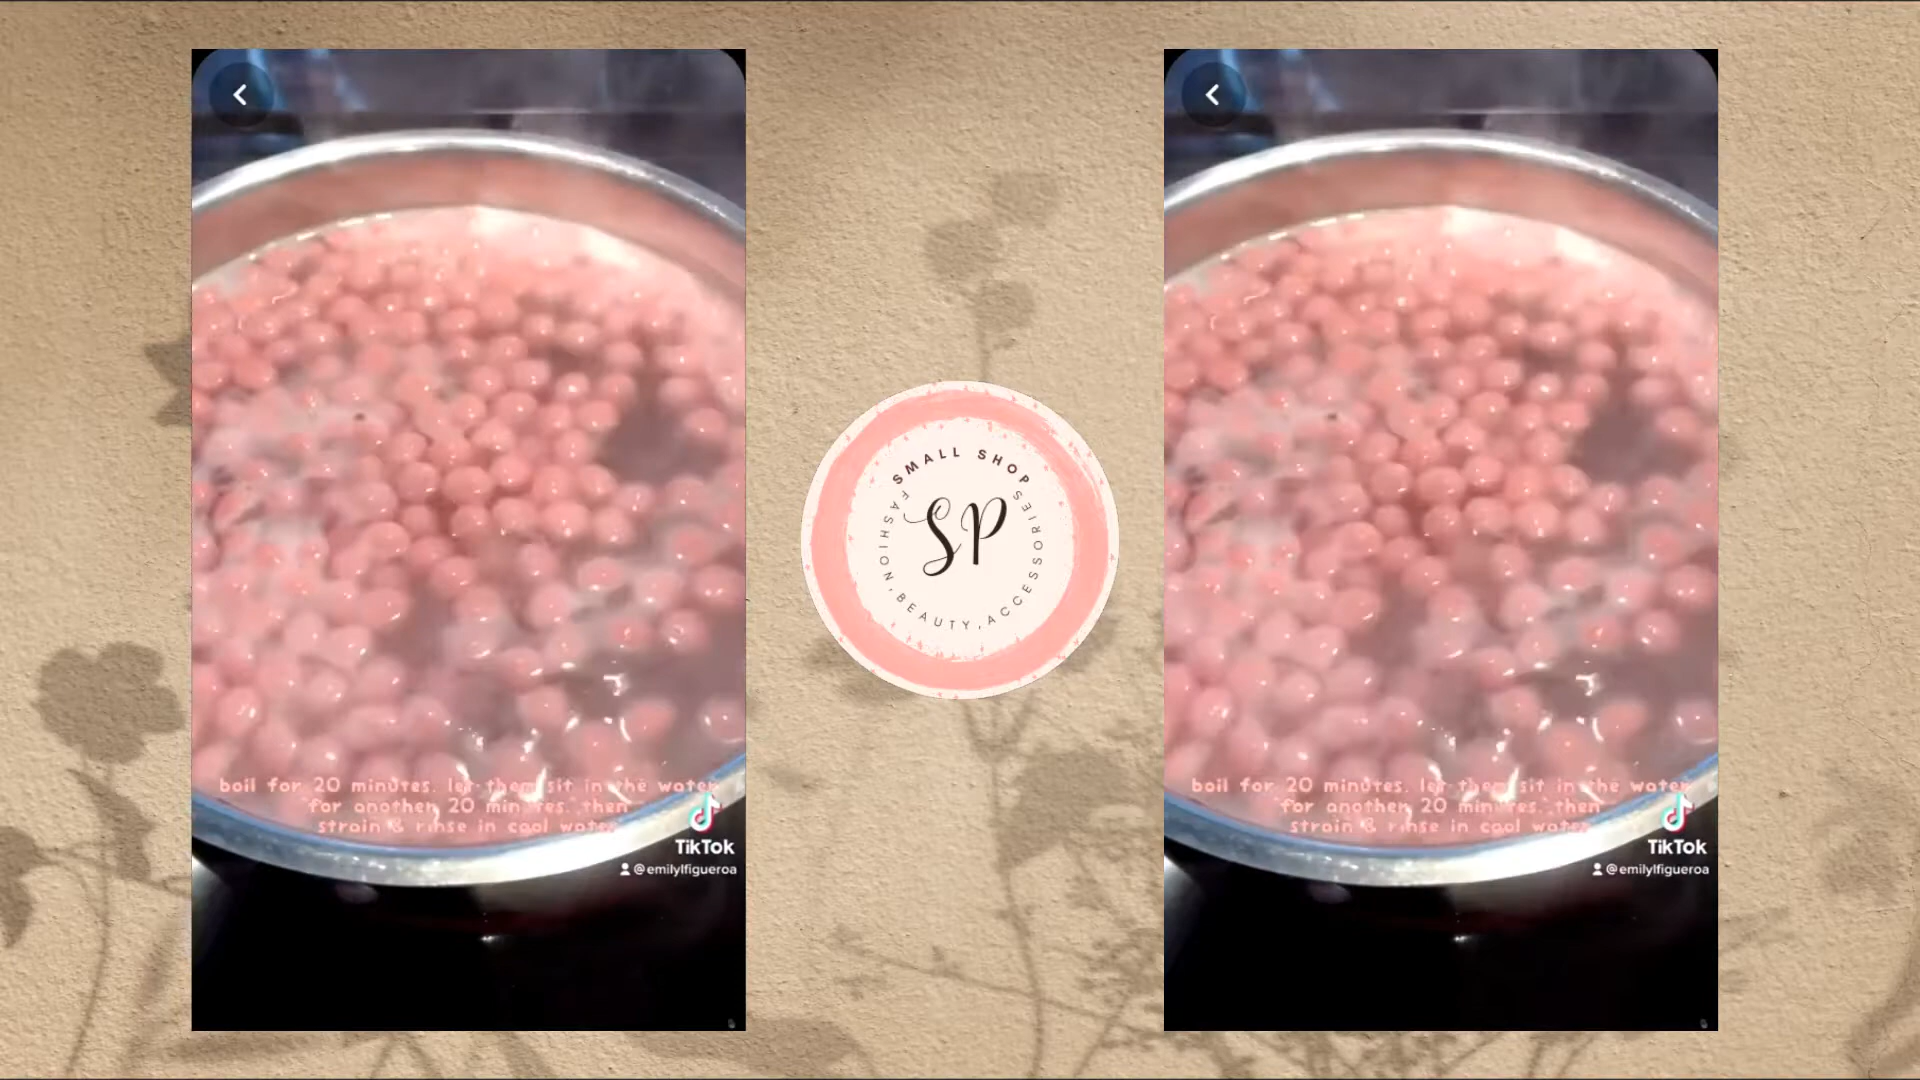 boil for 20 minutes. let them sit in the water
for another 20 minutes. then
strain & rinse in cool water
TikTok
@emilylfigueroa
SMALL SHOP
SP
FASHION, BEAUTY, ACCESSORIES
boil for 20 minutes. let them sit in the water
for another 20 minutes. then
strain & rinse in cool water
TikTok
@emilylfigueroa